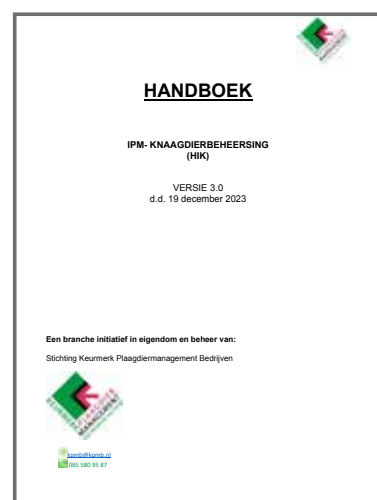 HANDBOEK
IPM- KNAAGDIERBEHEERSING
(HIK)
VERSIE 3.0
d.d. 19 december 2023
Een branche initiatief in eigendom en beheer van:
Stichting Keurmerk Plaagdiermanagement Bedrijven
kpmb@kpmb.nl
085 580 95 87